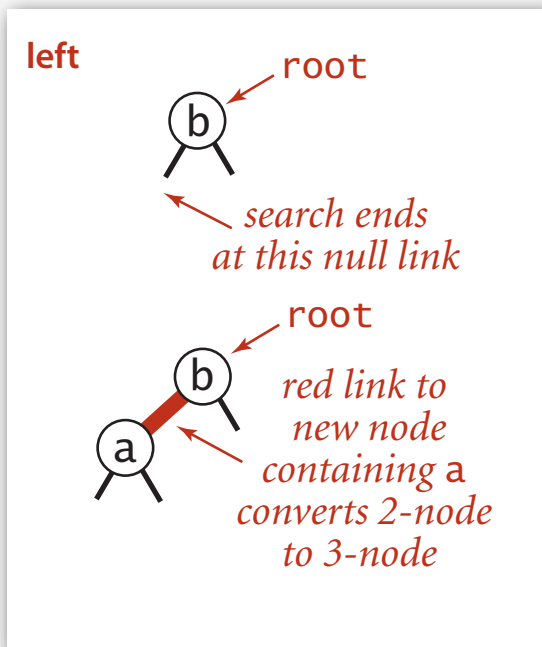 left
root
b
search ends
at this null link
root
b
red link to
new node
a
containing a
converts 2-node
to 3-node